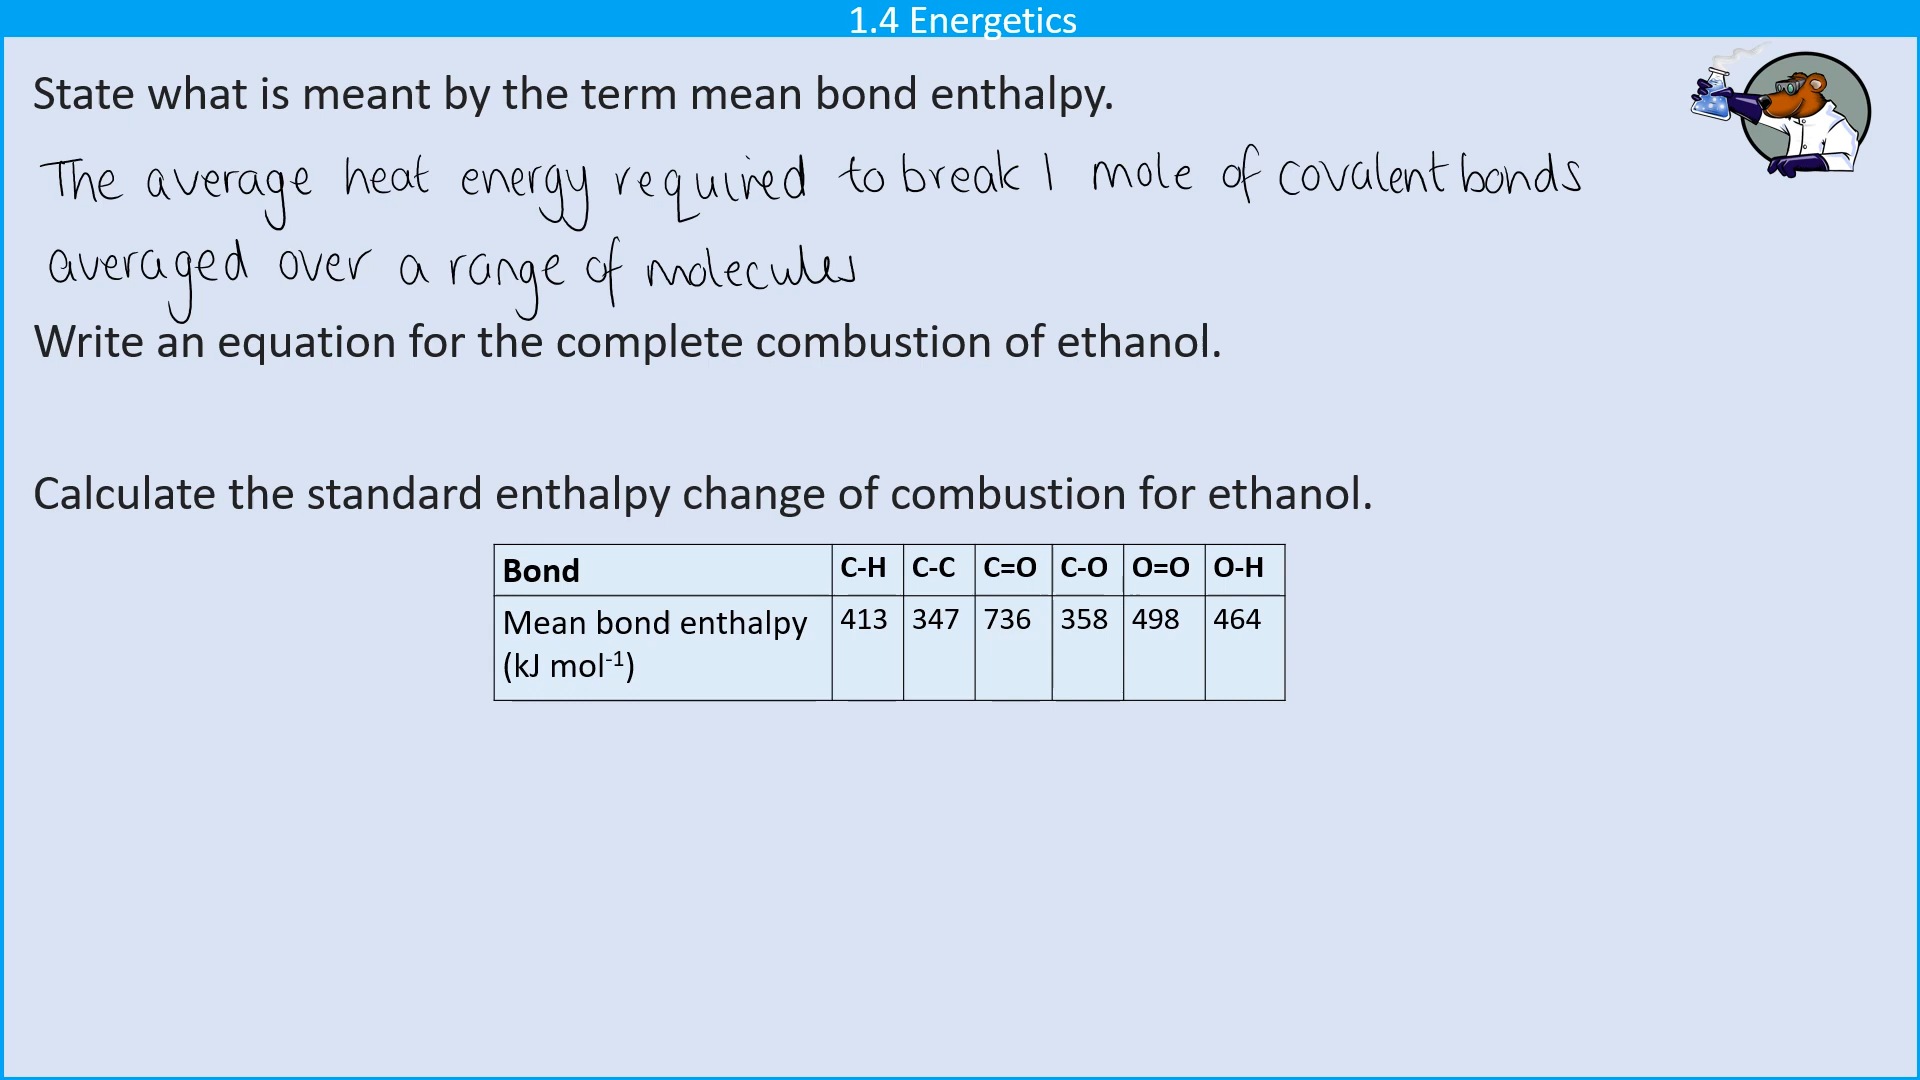 1.4 Energetics
State what is meant by the term mean bond enthalpy.
The average heat energy required to break 1 mole of covalent bonds
averaged over a range of molecules
Write an equation for the complete combustion of ethanol.
Calculate the standard enthalpy change of combustion for ethanol.
Bond C-H C-C C=O C-O O=O O-H
Mean bond enthalpy 413 347 736 358 498 464
(kJ mol⁻¹)